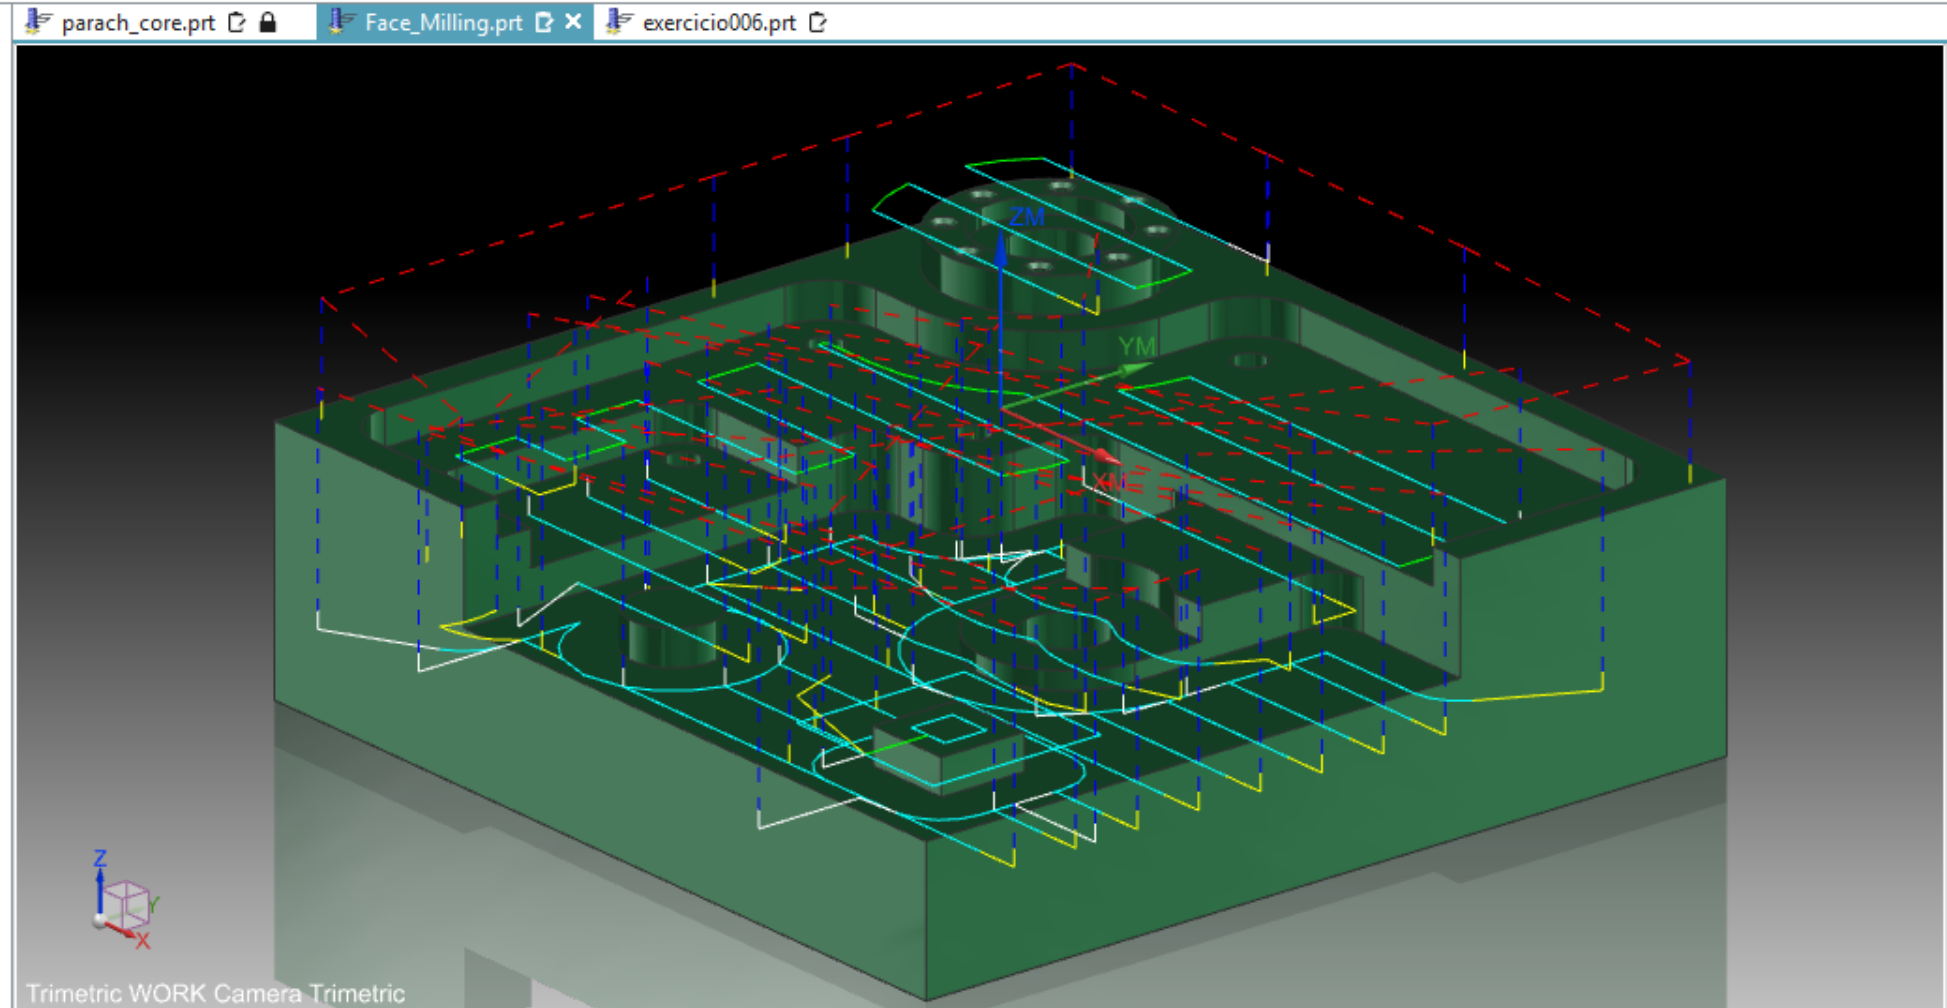 parach_core.prt
Face_Milling.prt
exercicio006.prt
ZM
YM
XM
Z
Y
X
Trimetric WORK Camera Trimetric